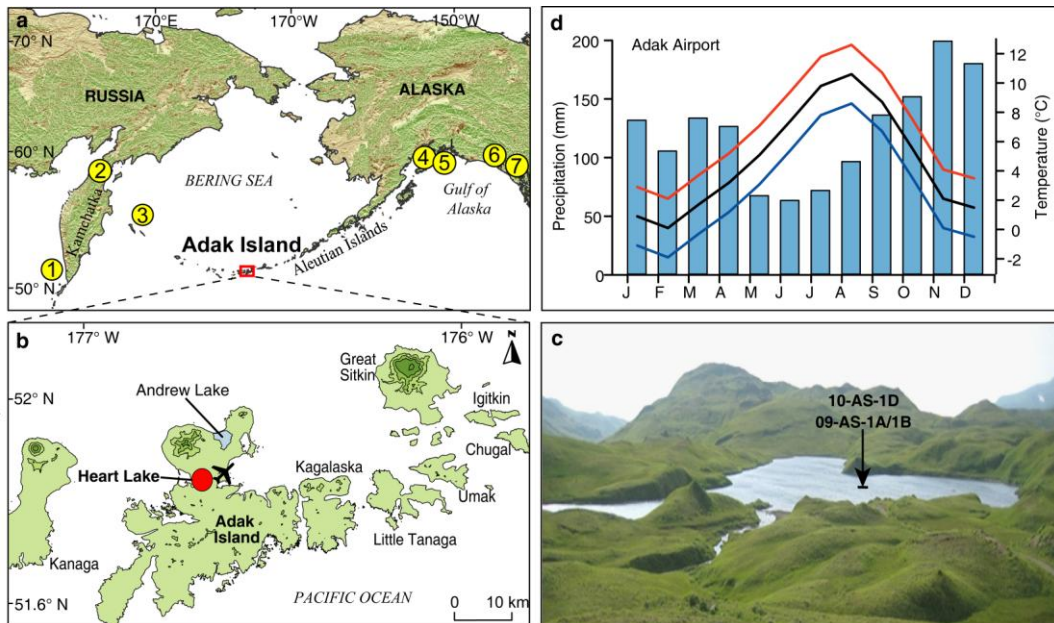 a
170°E
170°W
150°W
70° N
60° N
50° N
RUSSIA
ALASKA
BERING SEA
Gulf of
Alaska
Kamchatka
Adak Island
Aleutian Islands
1
2
3
4
5
6
7
d
Adak Airport
Precipitation (mm)
200
150
100
50
0
Temperature (°C)
12
10
8
6
4
2
0
-2
J F M A M J J A S O N D
b
177° W
176° W
N
52° N
51.6° N
Great
Sitkin
Andrew Lake
Igitkin
Chugal
Heart Lake
Kagalaska
Umak
Adak
Island
Little Tanaga
Kanaga
PACIFIC OCEAN
0 10 km
c
10-AS-1D
09-AS-1A/1B